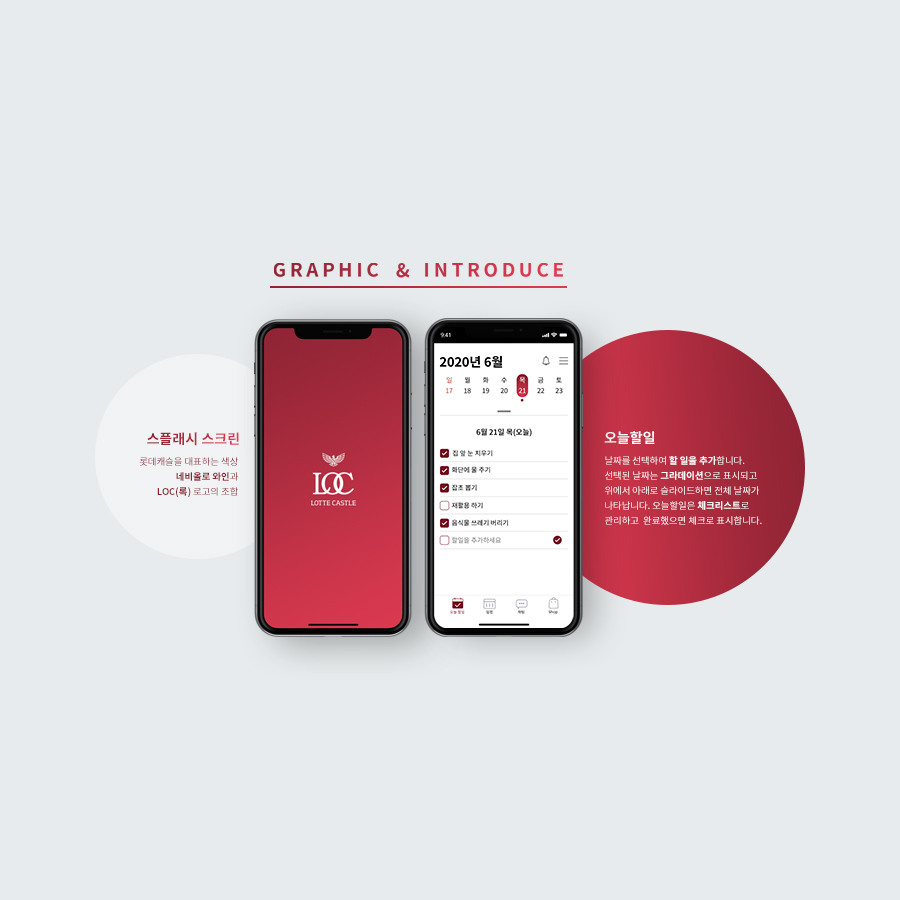 GRAPHIC & INTRODUCE
스플래시 스크린
롯데캐슬을 대표하는 색상
네비올로 와인과
LOC(록) 로고의 조합
LOC
LOTTE CASTLE
9:41
2020년 6월
일 월 화 수 목 금 토
17 18 19 20 21 22 23
6월 21일 목(오늘)
집 앞 눈 치우기
화단에 물 주기
잡초 뽑기
재활용 하기
음식물 쓰레기 버리기
할일을 추가하세요
오늘 할일 일정 채팅 Shop
오늘할일
날짜를 선택하여 할 일을 추가합니다.
선택된 날짜는 그라데이션으로 표시되고
위에서 아래로 슬라이드하면 전체 날짜가
나타납니다. 오늘할일은 체크리스트로
관리하고 완료했으면 체크로 표시합니다.